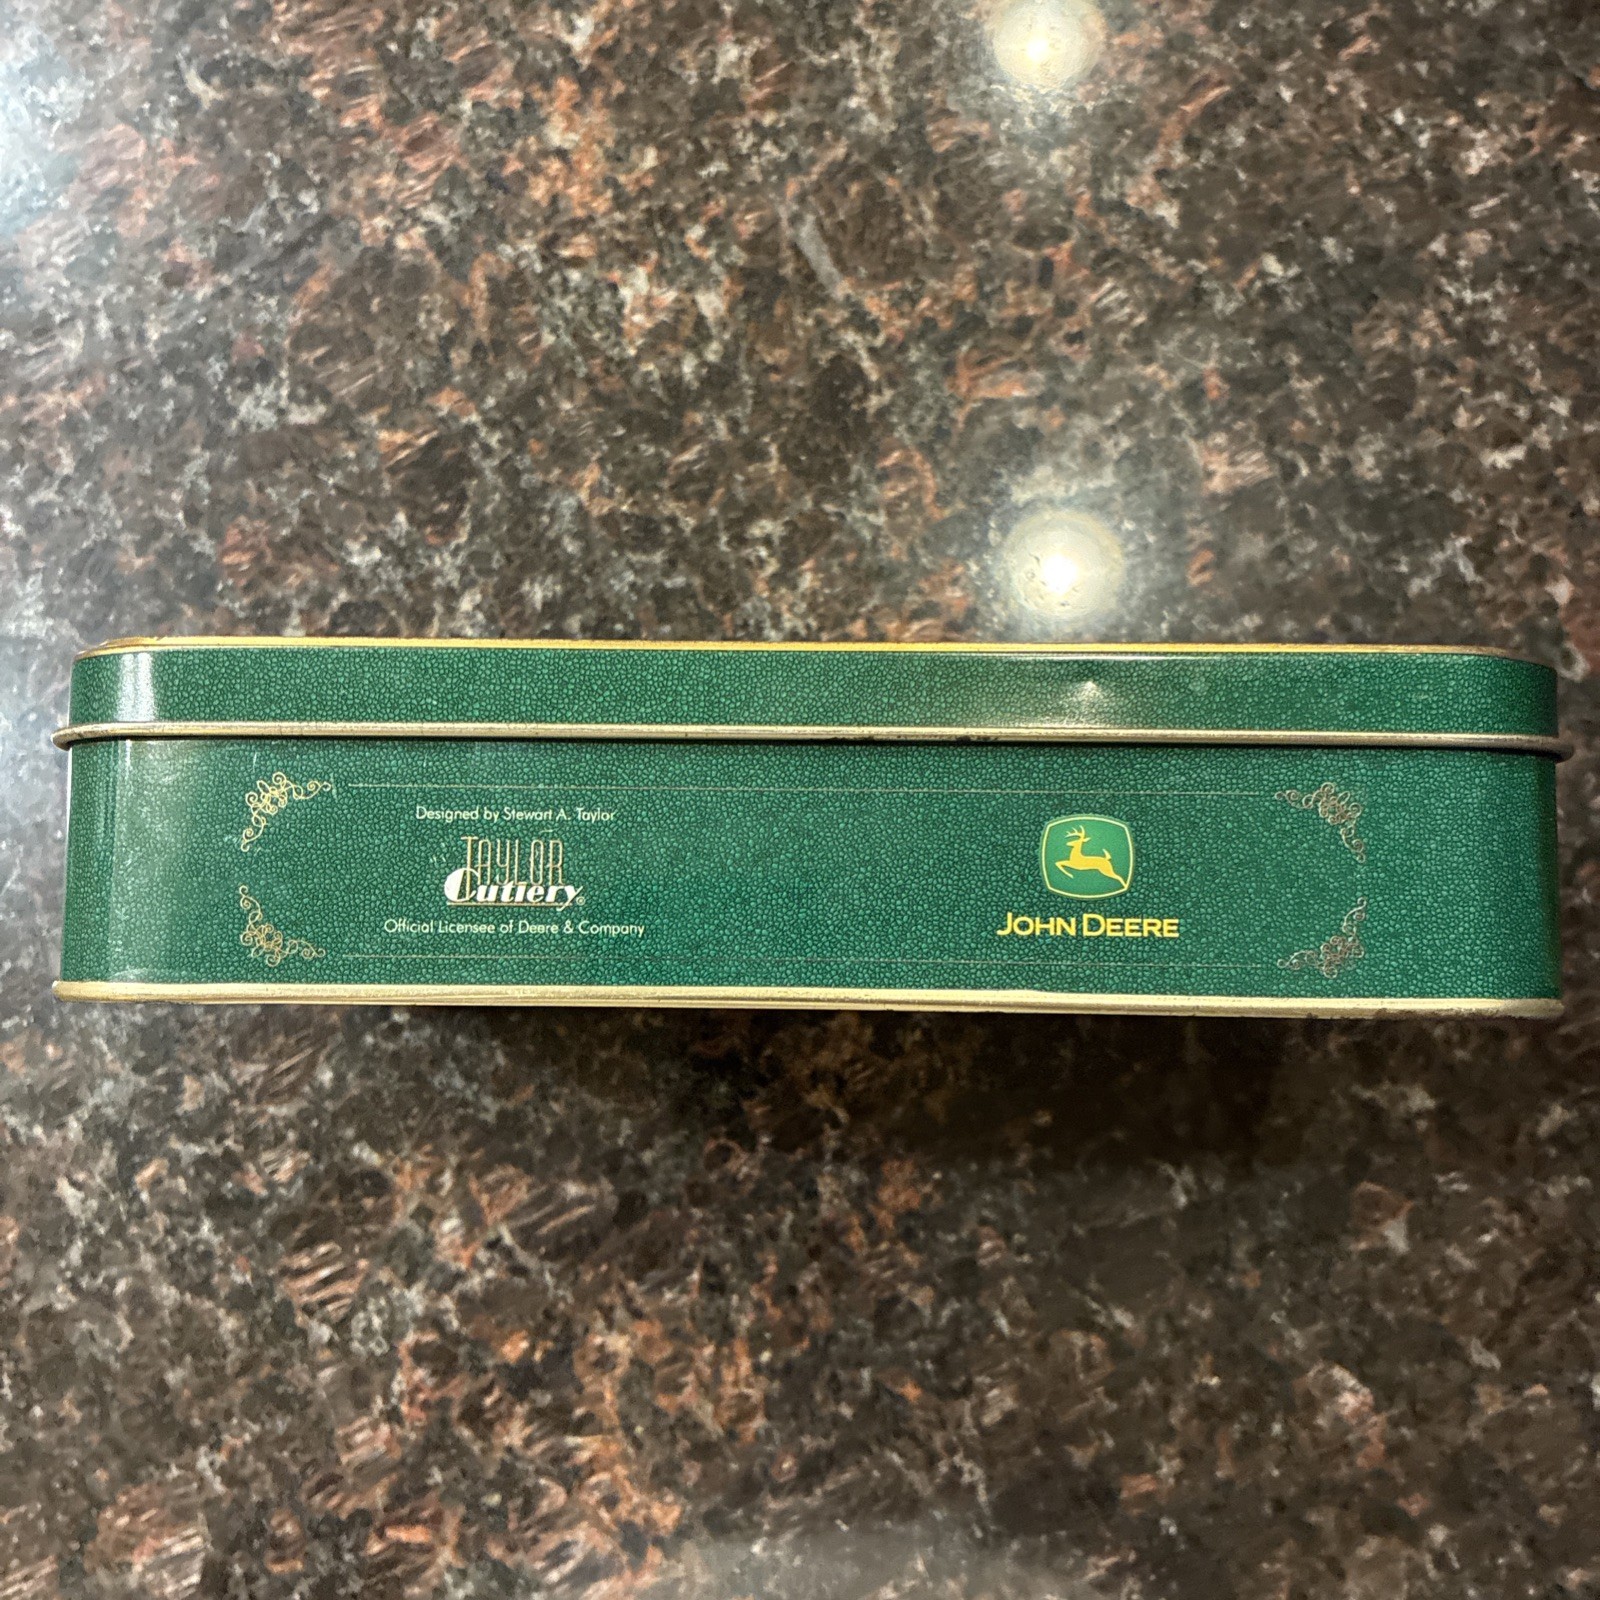 Designed by Stewart A. Taylor
TAYLOR
Cutlery®
Official Licensee of Deere & Company
JOHN DEERE